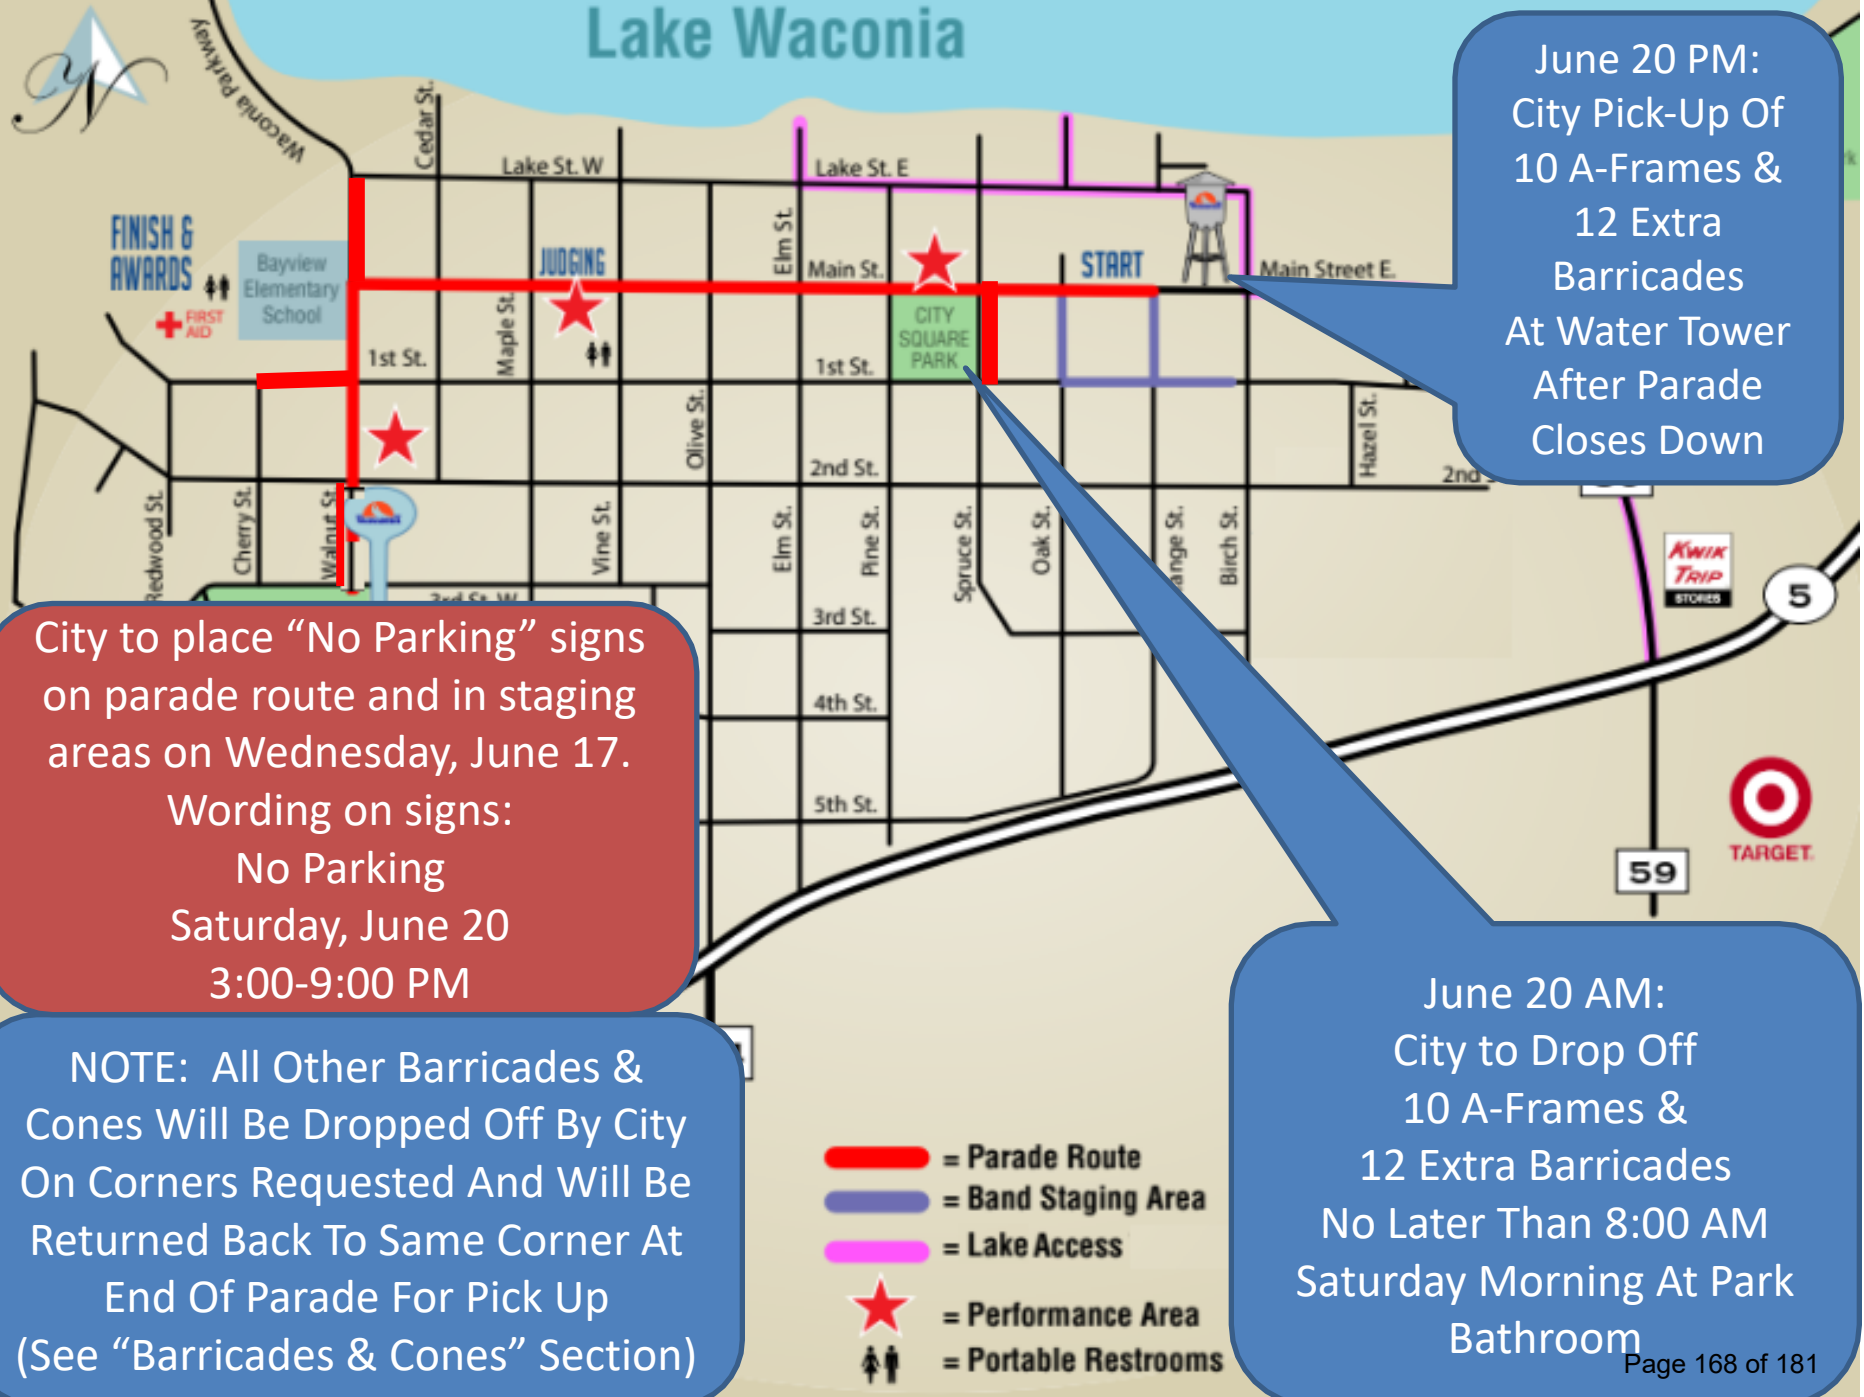 Lake Waconia
N
Waconia Parkway
Cedar St.
Lake St. W
Lake St. E
June 20 PM:
City Pick-Up Of
10 A-Frames &
12 Extra
Barricades
At Water Tower
After Parade
Closes Down
FINISH &
AWARDS
FIRST
AID
Bayview
Elementary
School
JUDGING
Elm St.
Main St.
START
Main Street E.
Maple St.
CITY
SQUARE
PARK
1st St.
1st St.
Olive St.
Hazel St.
2nd St.
2nd
Redwood St.
Cherry St.
Walnut St.
Vine St.
Elm St.
Pine St.
Spruce St.
Oak St.
ange St.
Birch St.
KWIK
TRIP
STORES
5
3rd St. W
3rd St.
4th St.
5th St.
TARGET.
59
City to place “No Parking” signs
on parade route and in staging
areas on Wednesday, June 17.
Wording on signs:
No Parking
Saturday, June 20
3:00-9:00 PM
NOTE:  All Other Barricades &
Cones Will Be Dropped Off By City
On Corners Requested And Will Be
Returned Back To Same Corner At
End Of Parade For Pick Up
(See “Barricades & Cones” Section)
= Parade Route
= Band Staging Area
= Lake Access
= Performance Area
= Portable Restrooms
June 20 AM:
City to Drop Off
10 A-Frames &
12 Extra Barricades
No Later Than 8:00 AM
Saturday Morning At Park
Bathroom
Page 168 of 181